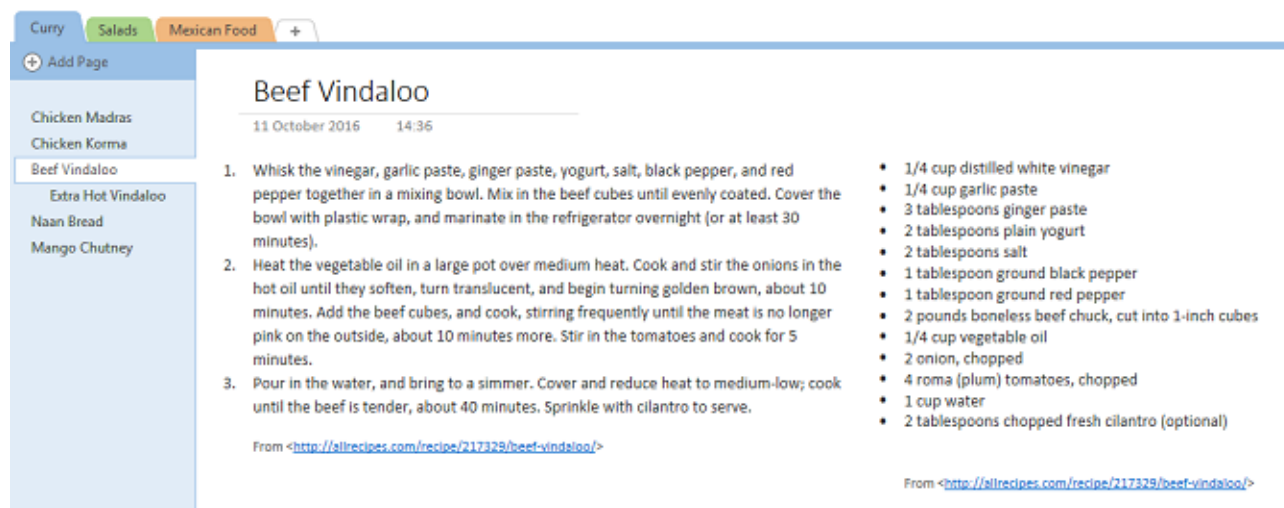 Curry Salads Mexican Food +
+ Add Page
Chicken Madras
Chicken Korma
Beef Vindaloo
Extra Hot Vindaloo
Naan Bread
Mango Chutney
Beef Vindaloo
11 October 2016 14:36
1. Whisk the vinegar, garlic paste, ginger paste, yogurt, salt, black pepper, and red
pepper together in a mixing bowl. Mix in the beef cubes until evenly coated. Cover the
bowl with plastic wrap, and marinate in the refrigerator overnight (or at least 30
minutes).
2. Heat the vegetable oil in a large pot over medium heat. Cook and stir the onions in the
hot oil until they soften, turn translucent, and begin turning golden brown, about 10
minutes. Add the beef cubes, and cook, stirring frequently until the meat is no longer
pink on the outside, about 10 minutes more. Stir in the tomatoes and cook for 5
minutes.
3. Pour in the water, and bring to a simmer. Cover and reduce heat to medium-low; cook
until the beef is tender, about 40 minutes. Sprinkle with cilantro to serve.
From <http://allrecipes.com/recipe/217329/beef-vindaloo/>
• 1/4 cup distilled white vinegar
• 1/4 cup garlic paste
• 3 tablespoons ginger paste
• 2 tablespoons plain yogurt
• 2 tablespoons salt
• 1 tablespoon ground black pepper
• 1 tablespoon ground red pepper
• 2 pounds boneless beef chuck, cut into 1-inch cubes
• 1/4 cup vegetable oil
• 2 onion, chopped
• 4 roma (plum) tomatoes, chopped
• 1 cup water
• 2 tablespoons chopped fresh cilantro (optional)
From <http://allrecipes.com/recipe/217329/beef-vindaloo/>